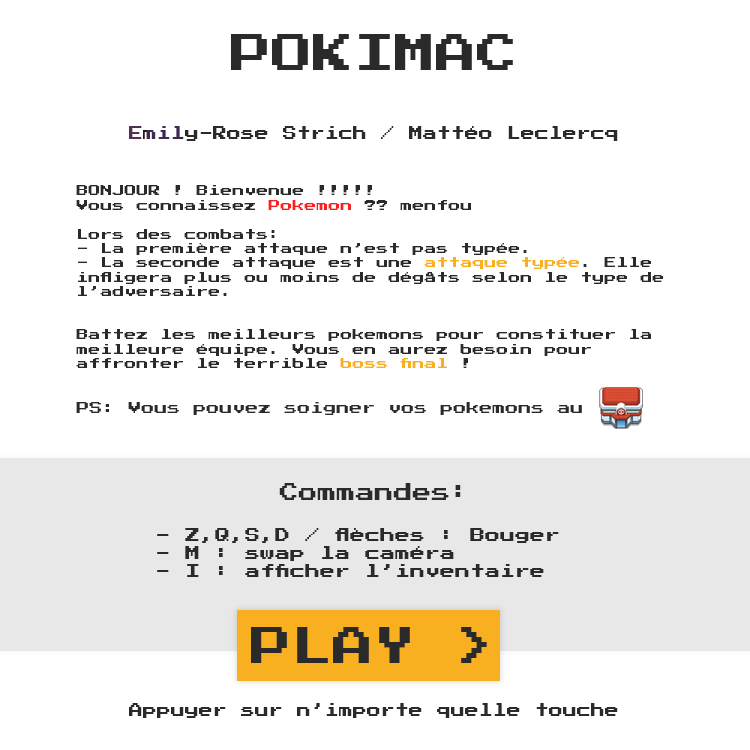 POKIMAC
Emily-Rose Strich / Mattéo Leclercq
BONJOUR ! Bienvenue !!!!!
Vous connaissez Pokemon ?? menfou
Lors des combats:
- La première attaque n'est pas typée.
- La seconde attaque est une attaque typée. Elle
infligera plus ou moins de dégâts selon le type de
l'adversaire.
Battez les meilleurs pokemons pour constituer la
meilleure équipe. Vous en aurez besoin pour
affronter le terrible boss final !
PS: Vous pouvez soigner vos pokemons au
Commandes:
- Z,Q,S,D / flèches : Bouger
- M : swap la caméra
- I : afficher l'inventaire
PLAY >
Appuyer sur n'importe quelle touche